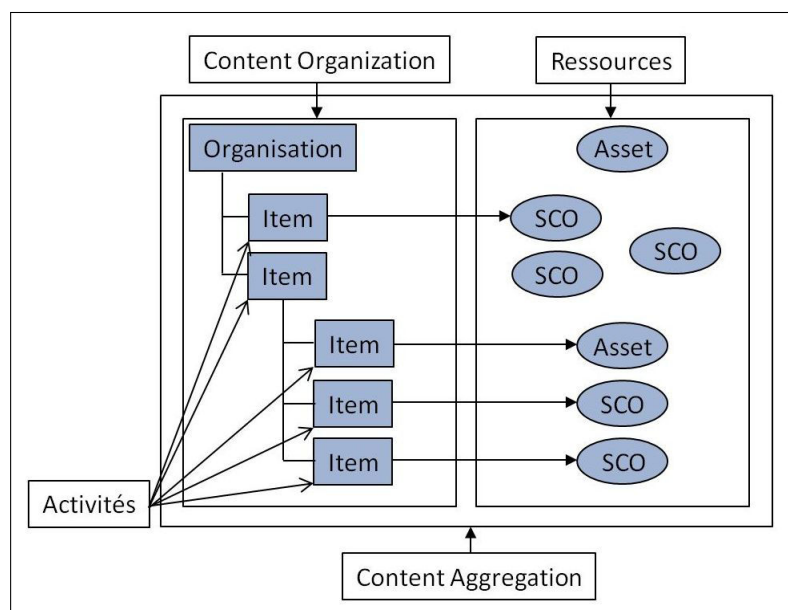 Content Organization
Ressources
Organisation
Asset
Item
SCO
SCO
Item
SCO
Item
Asset
Item
SCO
Item
SCO
Activités
Content Aggregation